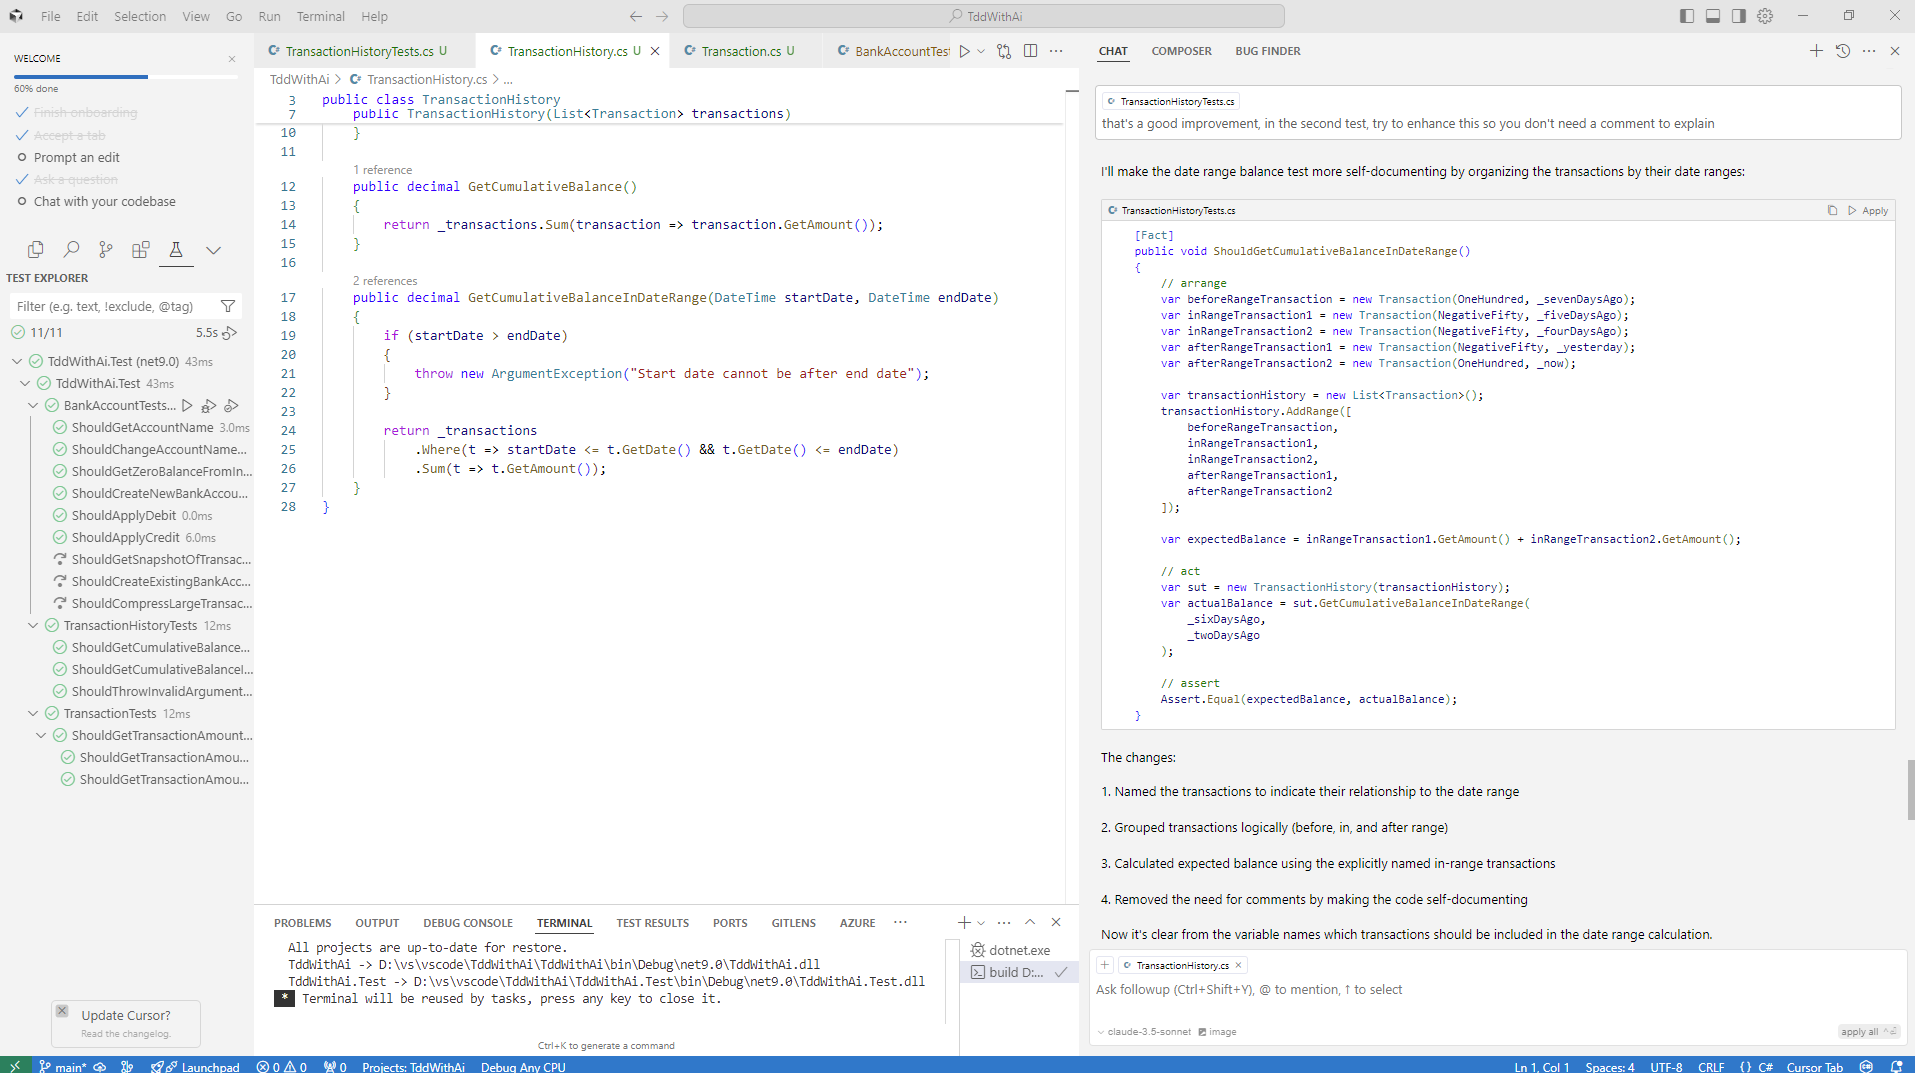 File Edit Selection View Go Run Terminal Help
TddWithAi
WELCOME
60% done
Finish onboarding
Accept a tab
Prompt an edit
Ask a question
Chat with your codebase
TEST EXPLORER
Filter (e.g. text, !exclude, @tag)
11/11 5.5s
TddWithAi.Test (net9.0) 43ms
TddWithAi.Test 43ms
BankAccountTests...
ShouldGetAccountName 3.0ms
ShouldChangeAccountName...
ShouldGetZeroBalanceFromIn...
ShouldCreateNewBankAccou...
ShouldApplyDebit 0.0ms
ShouldApplyCredit 6.0ms
ShouldGetSnapshotOfTransac...
ShouldCreateExistingBankAcc...
ShouldCompressLargeTransac...
TransactionHistoryTests 12ms
ShouldGetCumulativeBalance...
ShouldGetCumulativeBalanceI...
ShouldThrowInvalidArgument...
TransactionTests 12ms
ShouldGetTransactionAmount...
ShouldGetTransactionAmou...
ShouldGetTransactionAmou...
Update Cursor?
Read the changelog.
TransactionHistoryTests.cs U TransactionHistory.cs U Transaction.cs U BankAccountTest
TddWithAi > TransactionHistory.cs > ...
3 public class TransactionHistory
7 public TransactionHistory(List<Transaction> transactions)
10 }
11
1 reference
12 public decimal GetCumulativeBalance()
13 {
14 return _transactions.Sum(transaction => transaction.GetAmount());
15 }
16
2 references
17 public decimal GetCumulativeBalanceInDateRange(DateTime startDate, DateTime endDate)
18 {
19 if (startDate > endDate)
20 {
21 throw new ArgumentException("Start date cannot be after end date");
22 }
23
24 return _transactions
25 .Where(t => startDate <= t.GetDate() && t.GetDate() <= endDate)
26 .Sum(t => t.GetAmount());
27 }
28 }
PROBLEMS OUTPUT DEBUG CONSOLE TERMINAL TEST RESULTS PORTS GITLENS AZURE ...
All projects are up-to-date for restore.
TddWithAi -> D:\vs\vscode\TddWithAi\TddWithAi\bin\Debug\net9.0\TddWithAi.dll
TddWithAi.Test -> D:\vs\vscode\TddWithAi\TddWithAi.Test\bin\Debug\net9.0\TddWithAi.Test.dll
* Terminal will be reused by tasks, press any key to close it.
Ctrl+K to generate a command
dotnet.exe
build D:...
CHAT COMPOSER BUG FINDER
TransactionHistoryTests.cs
that's a good improvement, in the second test, try to enhance this so you don't need a comment to explain
I'll make the date range balance test more self-documenting by organizing the transactions by their date ranges:
TransactionHistoryTests.cs Apply
[Fact]
public void ShouldGetCumulativeBalanceInDateRange()
{
// arrange
var beforeRangeTransaction = new Transaction(OneHundred, _sevenDaysAgo);
var inRangeTransaction1 = new Transaction(NegativeFifty, _fiveDaysAgo);
var inRangeTransaction2 = new Transaction(NegativeFifty, _fourDaysAgo);
var afterRangeTransaction1 = new Transaction(NegativeFifty, _yesterday);
var afterRangeTransaction2 = new Transaction(OneHundred, _now);
var transactionHistory = new List<Transaction>();
transactionHistory.AddRange([
beforeRangeTransaction,
inRangeTransaction1,
inRangeTransaction2,
afterRangeTransaction1,
afterRangeTransaction2
]);
var expectedBalance = inRangeTransaction1.GetAmount() + inRangeTransaction2.GetAmount();
// act
var sut = new TransactionHistory(transactionHistory);
var actualBalance = sut.GetCumulativeBalanceInDateRange(
_sixDaysAgo,
_twoDaysAgo
);
// assert
Assert.Equal(expectedBalance, actualBalance);
}
The changes:
1. Named the transactions to indicate their relationship to the date range
2. Grouped transactions logically (before, in, and after range)
3. Calculated expected balance using the explicitly named in-range transactions
4. Removed the need for comments by making the code self-documenting
Now it's clear from the variable names which transactions should be included in the date range calculation.
+ TransactionHistory.cs
Ask followup (Ctrl+Shift+Y), @ to mention, ↑ to select
claude-3.5-sonnet image apply all
main* Launchpad 0 0 0 Projects: TddWithAi Debug Any CPU Ln 1, Col 1 Spaces: 4 UTF-8 CRLF {} C# Cursor Tab